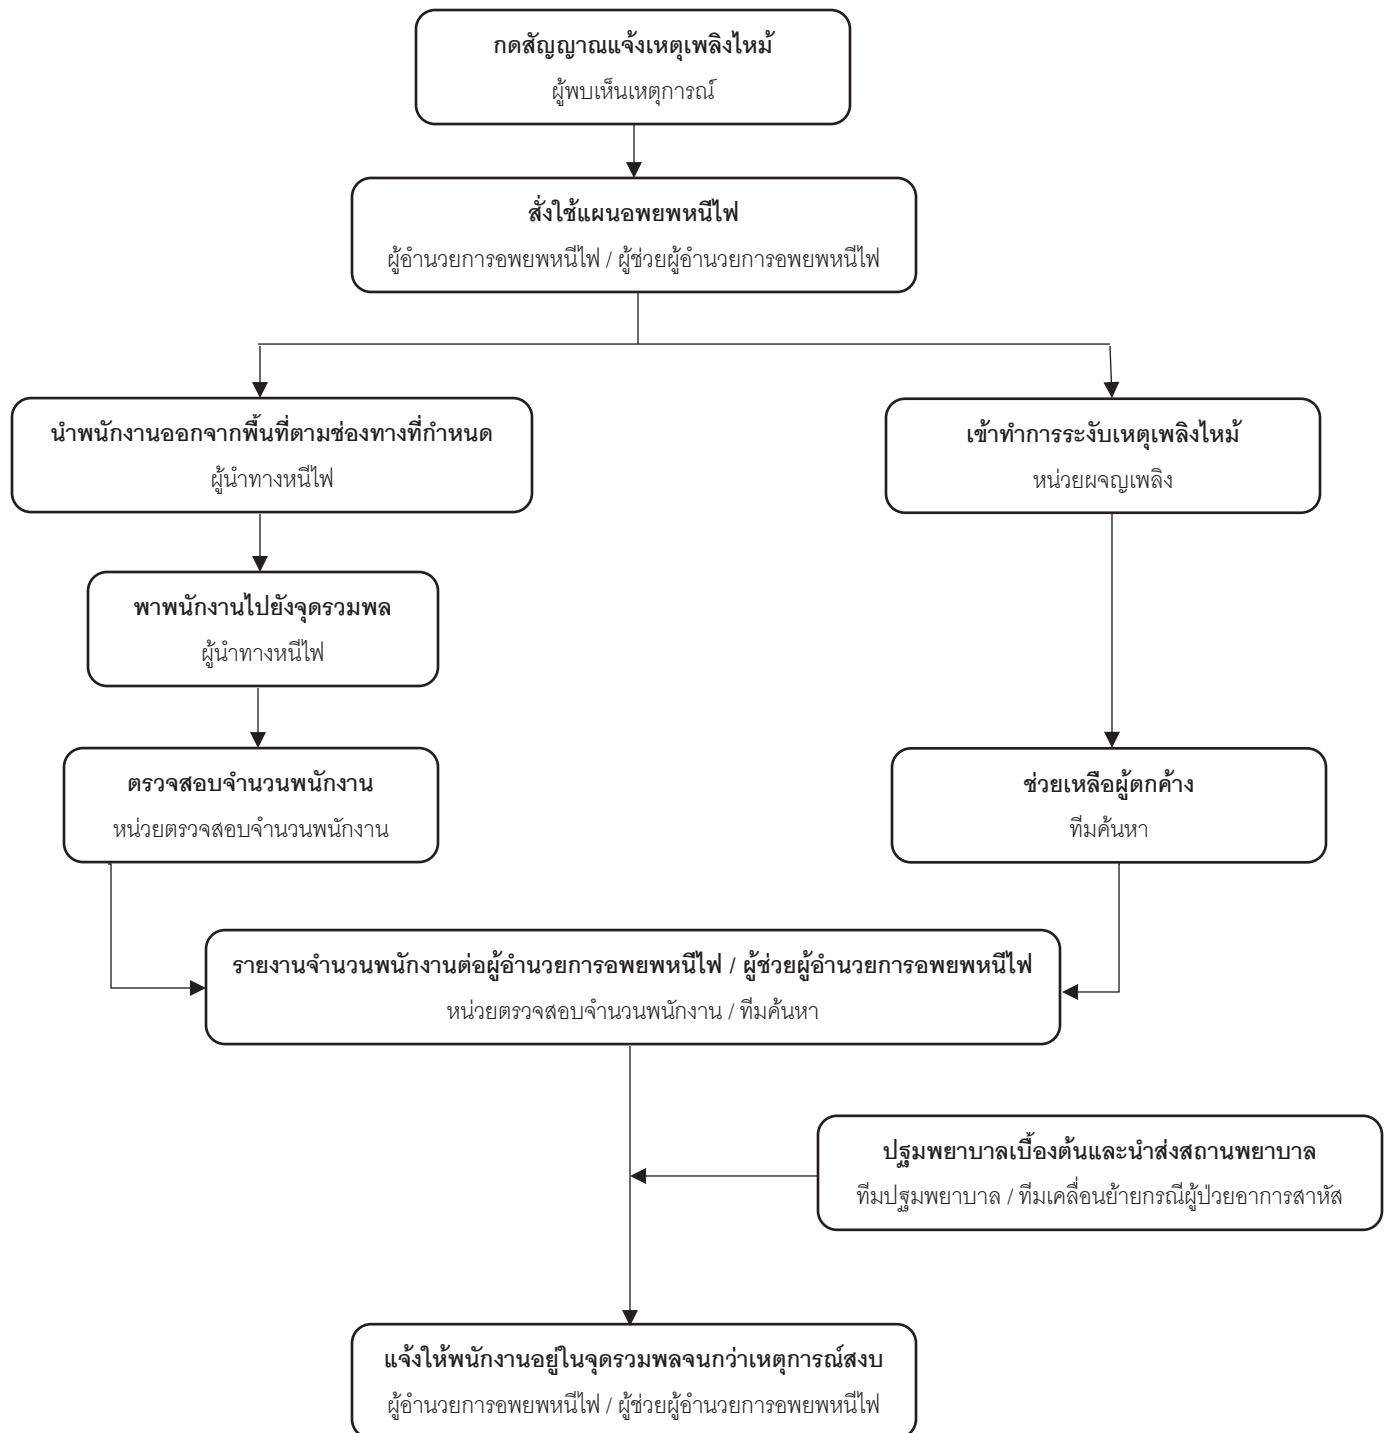 กดสัญญาณแจ้งเหตุเพลิงไหม้
ผู้พบเห็นเหตุการณ์
สั่งใช้แผนอพยพหนีไฟ
ผู้อำนวยการอพยพหนีไฟ / ผู้ช่วยผู้อำนวยการอพยพหนีไฟ
นำพนักงานออกจากพื้นที่ตามช่องทางที่กำหนด
ผู้นำทางหนีไฟ
เข้าทำการระงับเหตุเพลิงไหม้
หน่วยผจญเพลิง
พาพนักงานไปยังจุดรวมพล
ผู้นำทางหนีไฟ
ตรวจสอบจำนวนพนักงาน
หน่วยตรวจสอบจำนวนพนักงาน
ช่วยเหลือผู้ตกค้าง
ทีมค้นหา
รายงานจำนวนพนักงานต่อผู้อำนวยการอพยพหนีไฟ / ผู้ช่วยผู้อำนวยการอพยพหนีไฟ
หน่วยตรวจสอบจำนวนพนักงาน / ทีมค้นหา
ปฐมพยาบาลเบื้องต้นและนำส่งสถานพยาบาล
ทีมปฐมพยาบาล / ทีมเคลื่อนย้ายกรณีผู้ป่วยอาการสาหัส
แจ้งให้พนักงานอยู่ในจุดรวมพลจนกว่าเหตุการณ์สงบ
ผู้อำนวยการอพยพหนีไฟ / ผู้ช่วยผู้อำนวยการอพยพหนีไฟ